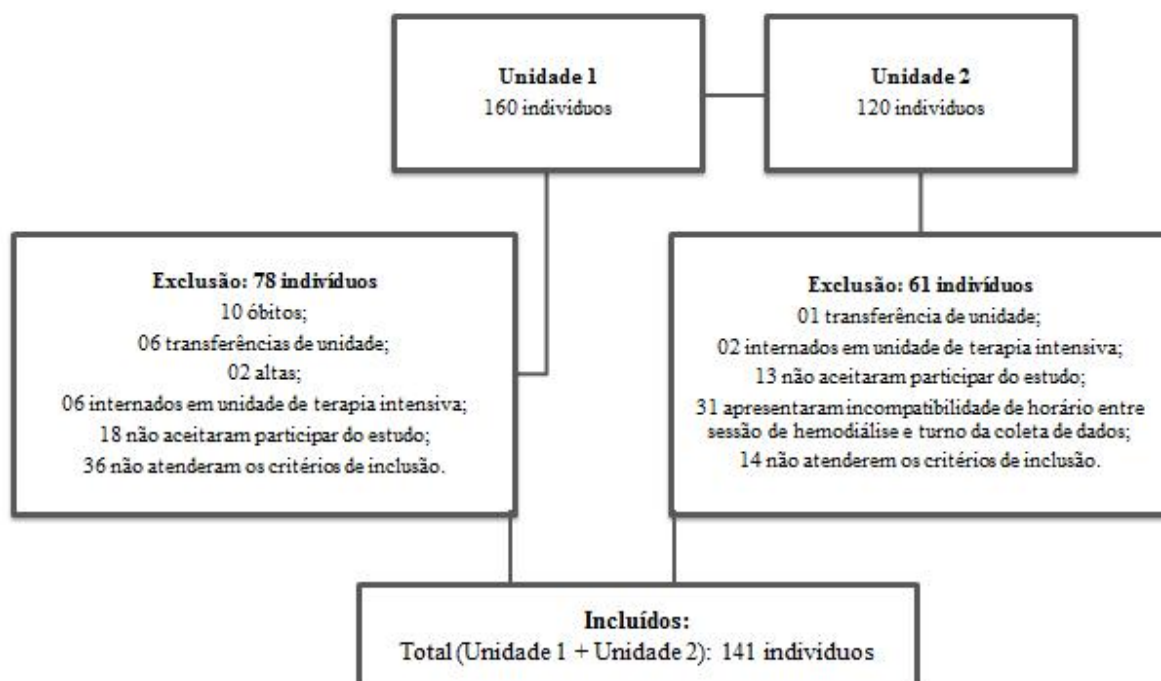 Unidade 1
160 individuos
Unidade 2
120 individuos
Exclusão: 78 indivíduos
10 óbitos;
06 transferências de unidade;
02 altas;
06 internados em unidade de terapia intensiva;
18 não aceitaram participar do estudo;
36 não atenderam os critérios de inclusão.
Exclusão: 61 indivíduos
01 transferência de unidade;
02 internados em unidade de terapia intensiva;
13 não aceitaram participar do estudo;
31 apresentaram incompatibilidade de horário entre
sessão de hemodiálise e turno da coleta de dados;
14 não atenderem os critérios de inclusão.
Incluídos:
Total (Unidade 1 + Unidade 2): 141 individuos